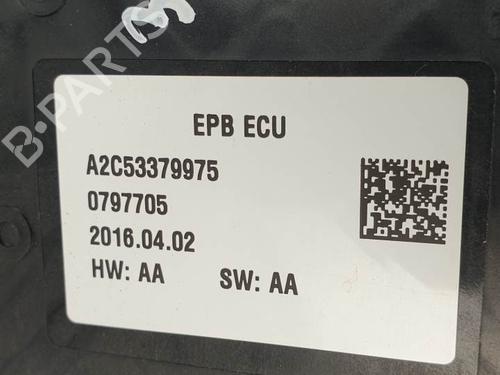 B-PARTS
EPB ECU
A2C53379975
0797705
2016.04.02
HW: AA SW: AA